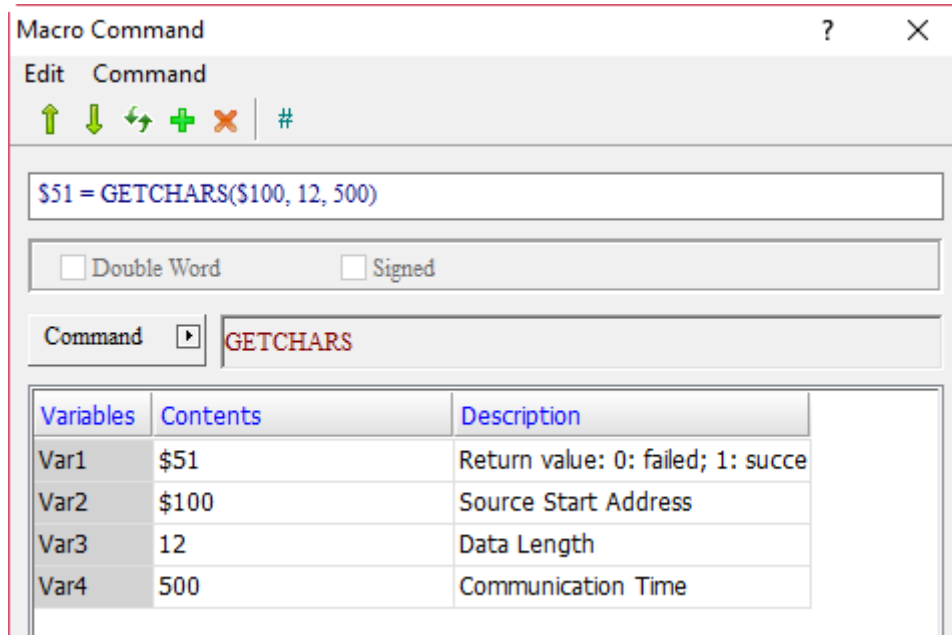 Macro Command ?
Edit Command
#
$51 = GETCHARS($100, 12, 500)
Double Word Signed
Command GETCHARS
Variables Contents Description
Var1 $51 Return value: 0: failed; 1: succe
Var2 $100 Source Start Address
Var3 12 Data Length
Var4 500 Communication Time